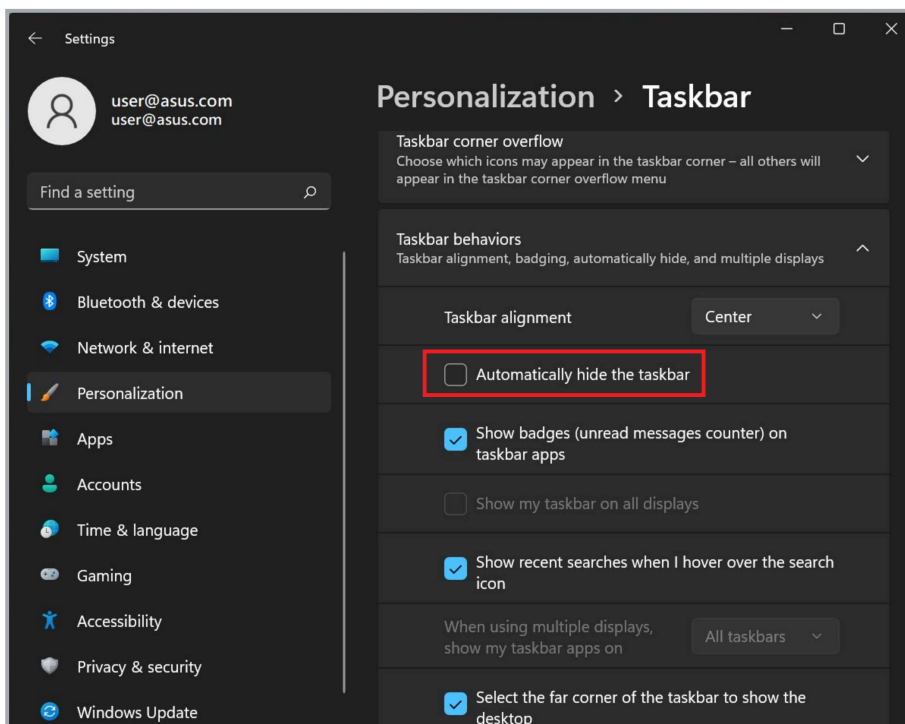 Settings
user@asus.com
user@asus.com
Find a setting
System
Bluetooth & devices
Network & internet
Personalization
Apps
Accounts
Time & language
Gaming
Accessibility
Privacy & security
Windows Update
Personalization > Taskbar
Taskbar corner overflow
Choose which icons may appear in the taskbar corner – all others will
appear in the taskbar corner overflow menu
Taskbar behaviors
Taskbar alignment, badging, automatically hide, and multiple displays
Taskbar alignment
Center
Automatically hide the taskbar
Show badges (unread messages counter) on
taskbar apps
Show my taskbar on all displays
Show recent searches when I hover over the search
icon
When using multiple displays,
show my taskbar apps on
All taskbars
Select the far corner of the taskbar to show the
desktop